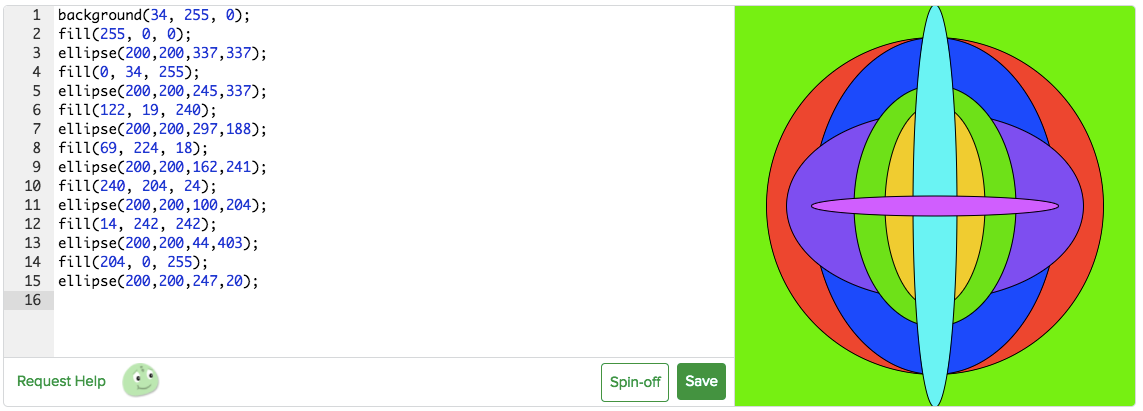 1 background(34, 255, 0);
2 fill(255, 0, 0);
3 ellipse(200,200,337,337);
4 fill(0, 34, 255);
5 ellipse(200,200,245,337);
6 fill(122, 19, 240);
7 ellipse(200,200,297,188);
8 fill(69, 224, 18);
9 ellipse(200,200,162,241);
10 fill(240, 204, 24);
11 ellipse(200,200,100,204);
12 fill(14, 242, 242);
13 ellipse(200,200,44,403);
14 fill(204, 0, 255);
15 ellipse(200,200,247,20);
16
Request Help Spin-off Save